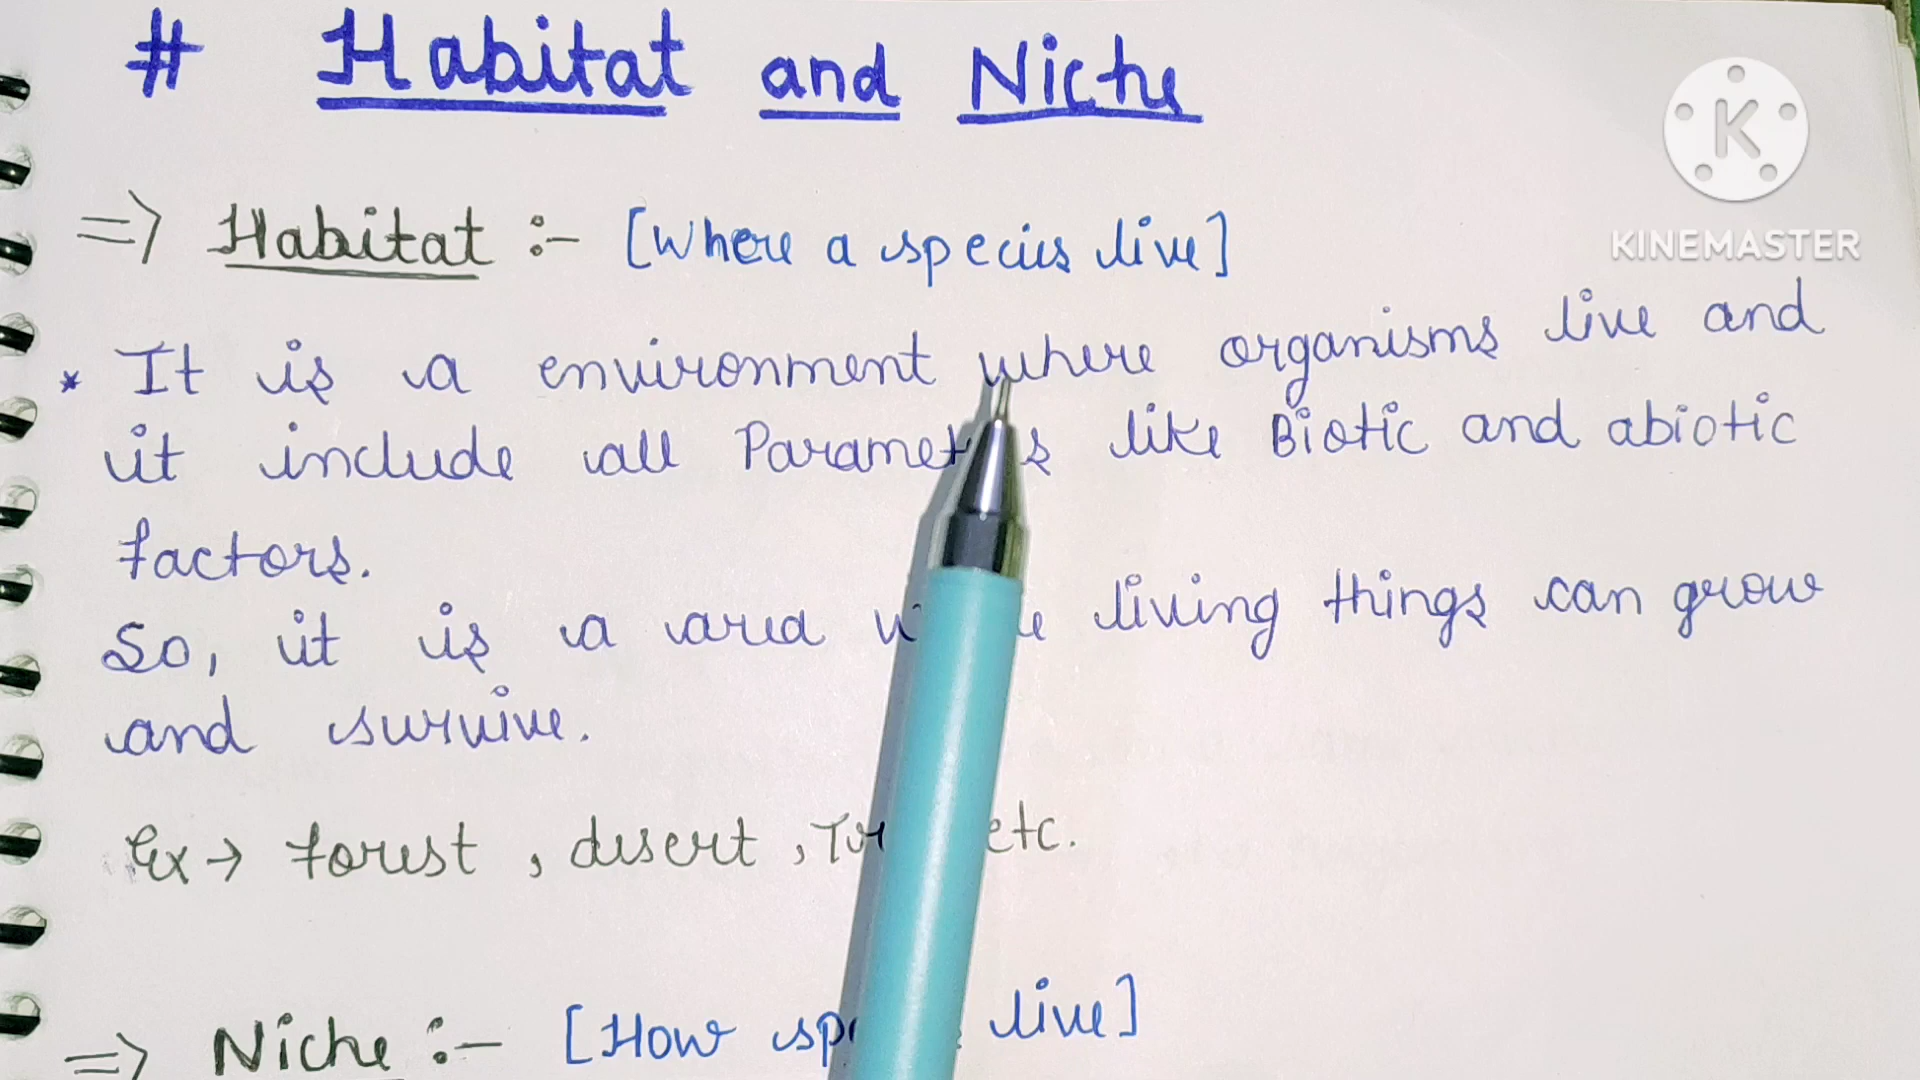 # Habitat and Niche
K
KINEMASTER
=> Habitat :- [Where a species live]
* It is a environment where organisms live and
it include all like Biotic and abiotic
factors.
So, it is a area living things can grow
and survive.
Ex → forest, desert, etc.
=> Niche :- [How live]